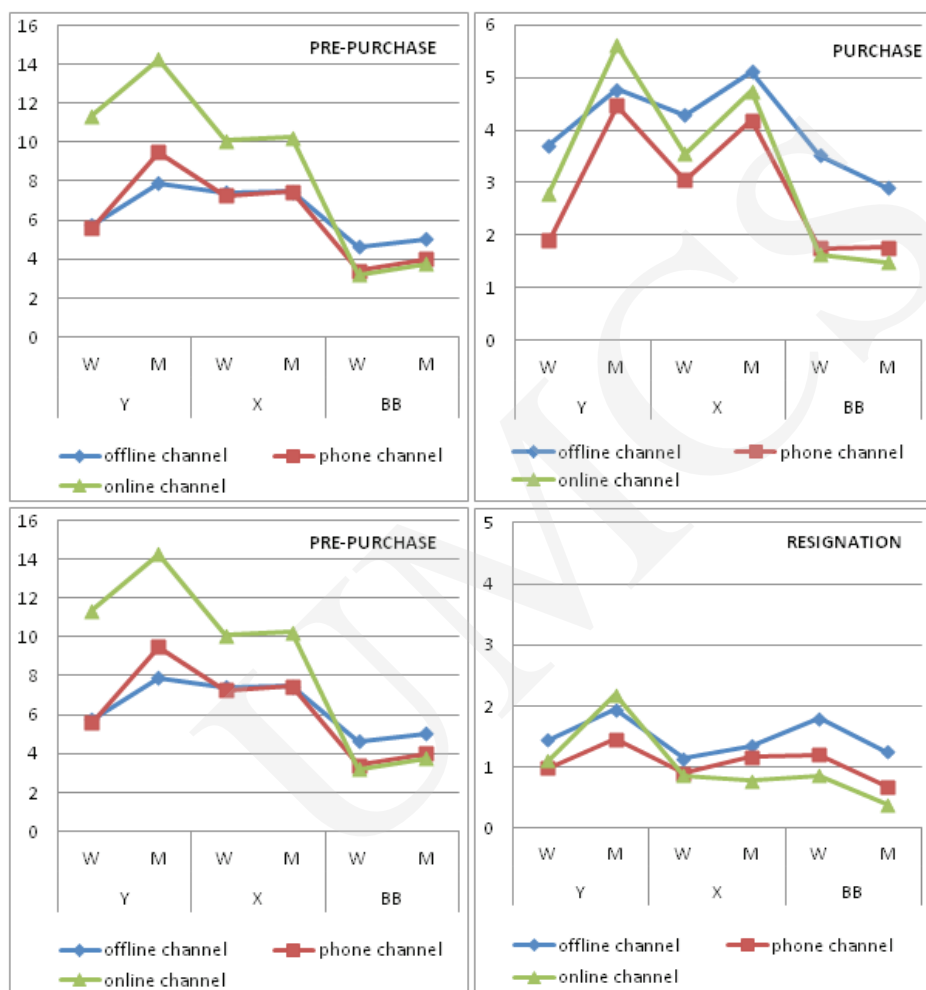 PRE-PURCHASE
16
14
12
10
8
6
4
2
0
W M W M W M
Y X BB
offline channel phone channel
online channel
PURCHASE
6
5
4
3
2
1
0
W M W M W M
Y X BB
offline channel phone channel
online channel
PRE-PURCHASE
16
14
12
10
8
6
4
2
0
W M W M W M
Y X BB
offline channel phone channel
online channel
RESIGNATION
5
4
3
2
1
0
W M W M W M
Y X BB
offline channel phone channel
online channel
UMCS